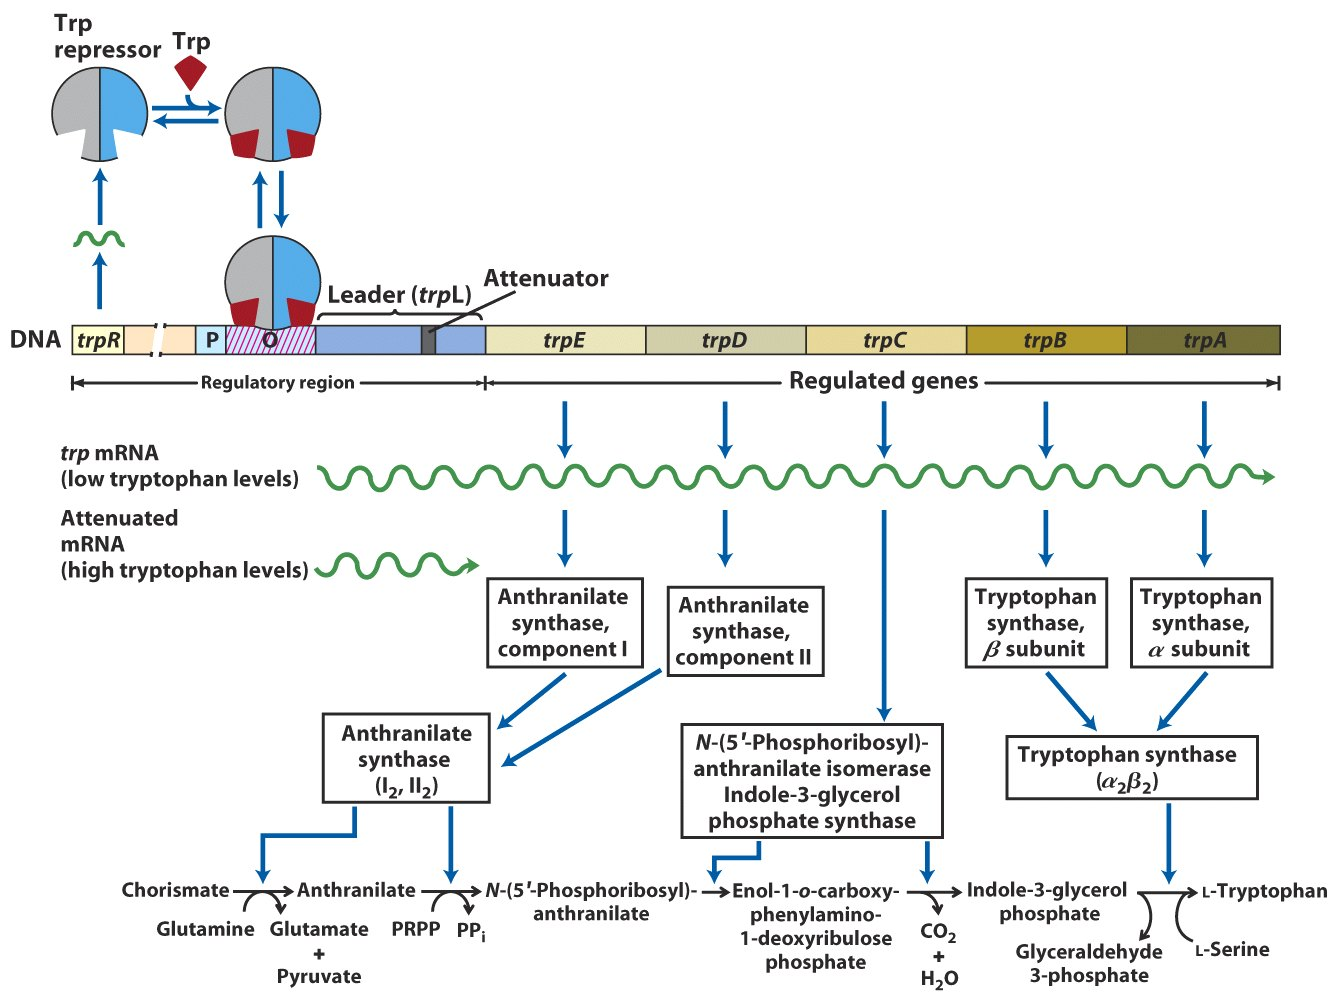 Trp
repressor
Trp
Attenuator
Leader (trpL)
DNA
trpR
P
O
trpE
trpD
trpC
trpB
trpA
Regulatory region
Regulated genes
trp mRNA
(low tryptophan levels)
Attenuated
mRNA
(high tryptophan levels)
Anthranilate
synthase,
component I
Anthranilate
synthase,
component II
Tryptophan
synthase,
β subunit
Tryptophan
synthase,
α subunit
Anthranilate
synthase
(I₂, II₂)
N-(5′-Phosphoribosyl)-
anthranilate isomerase
Indole-3-glycerol
phosphate synthase
Tryptophan synthase
(α₂β₂)
Chorismate
Glutamine
Glutamate
+
Pyruvate
Anthranilate
PRPP
PPᵢ
N-(5′-Phosphoribosyl)-
anthranilate
Enol-1-o-carboxy-
phenylamino-
1-deoxyribulose
phosphate
CO₂
+
H₂O
Indole-3-glycerol
phosphate
Glyceraldehyde
3-phosphate
L-Serine
L-Tryptophan